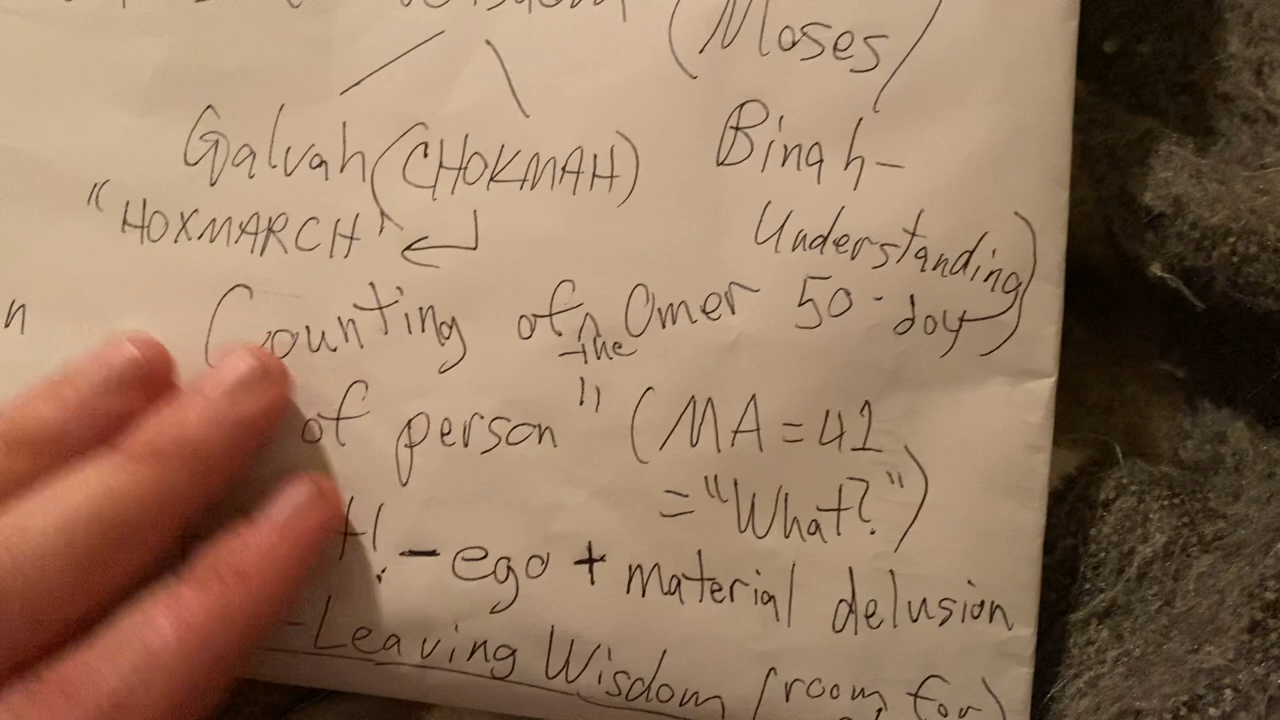 (Moses)
Galvah (CHOKMAH) Binah-
"HOXMARCH" Understanding)
n Counting of the Omer 50-day
of person" (MA=42
="What?")
t! - ego + material delusion
-Leaving Wisdom (room for)